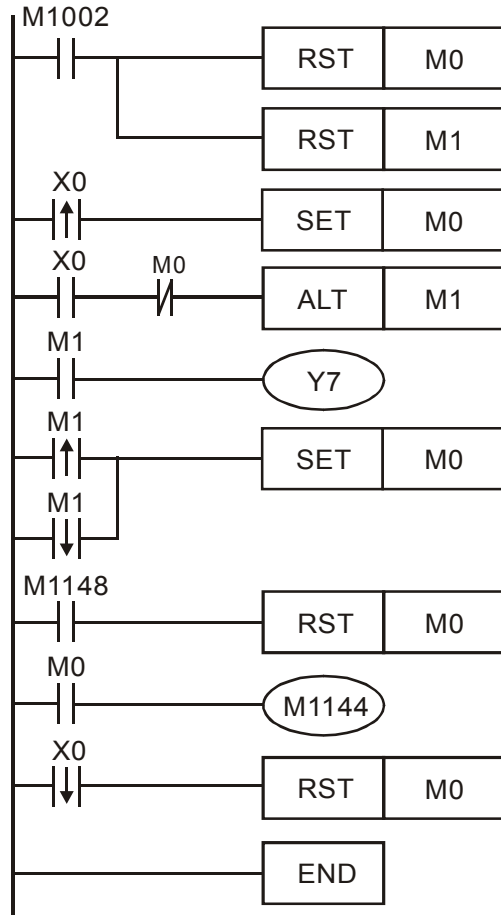 M1002
RST M0
RST M1
X0
SET M0
X0 M0
ALT M1
M1
Y7
M1
SET M0
M1
M1148
RST M0
M0
M1144
X0
RST M0
END